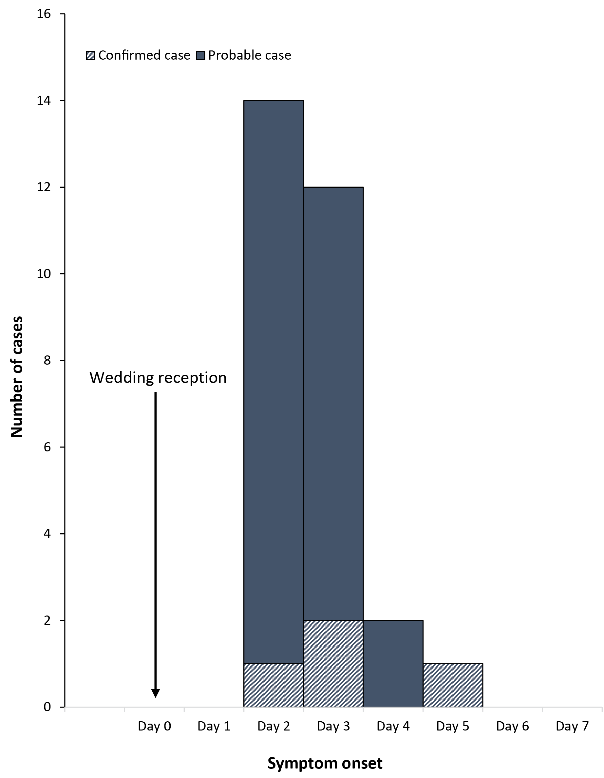 16
Confirmed case Probable case
14
12
10
8
Wedding reception
6
4
2
0
Number of cases
Day 0 Day 1 Day 2 Day 3 Day 4 Day 5 Day 6 Day 7
Symptom onset